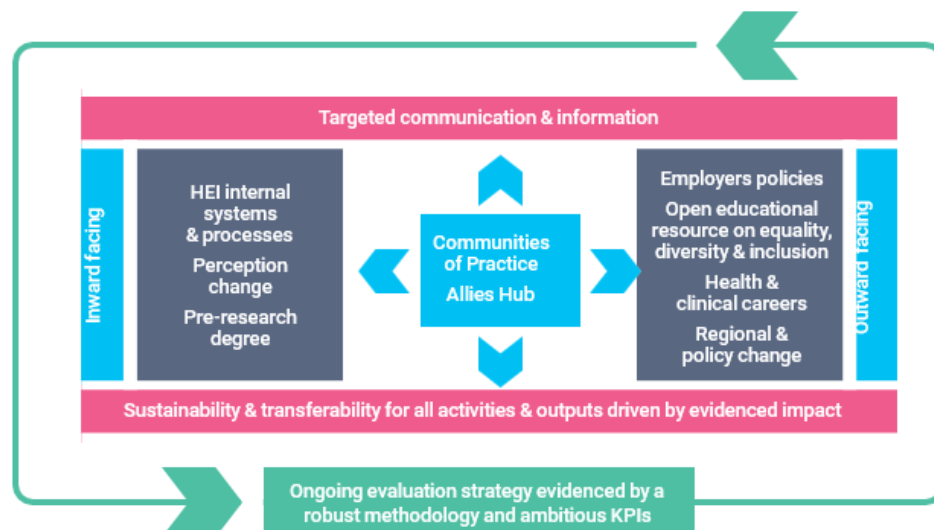 Targeted communication & information
Inward facing
HEI internal
systems
& processes
Perception
change
Pre-research
degree
Communities
of Practice
Allies Hub
Employers policies
Open educational
resource on equality,
diversity & inclusion
Health &
clinical careers
Regional &
policy change
Outward facing
Sustainability & transferability for all activities & outputs driven by evidenced impact
Ongoing evaluation strategy evidenced by a
robust methodology and ambitious KPIs